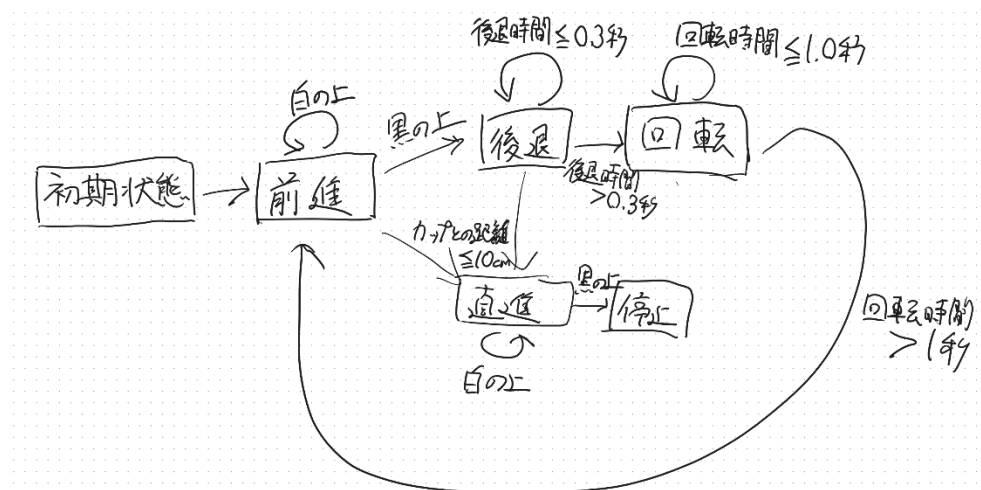 後退時間≦0.3秒
回転時間≦1.0秒
白の上
黒の上
後退
回転
初期状態
前進
後退時間
>0.3秒
カップとの距離
≦10cm
直進
黒の上
停止
白の上
回転時間
>1秒